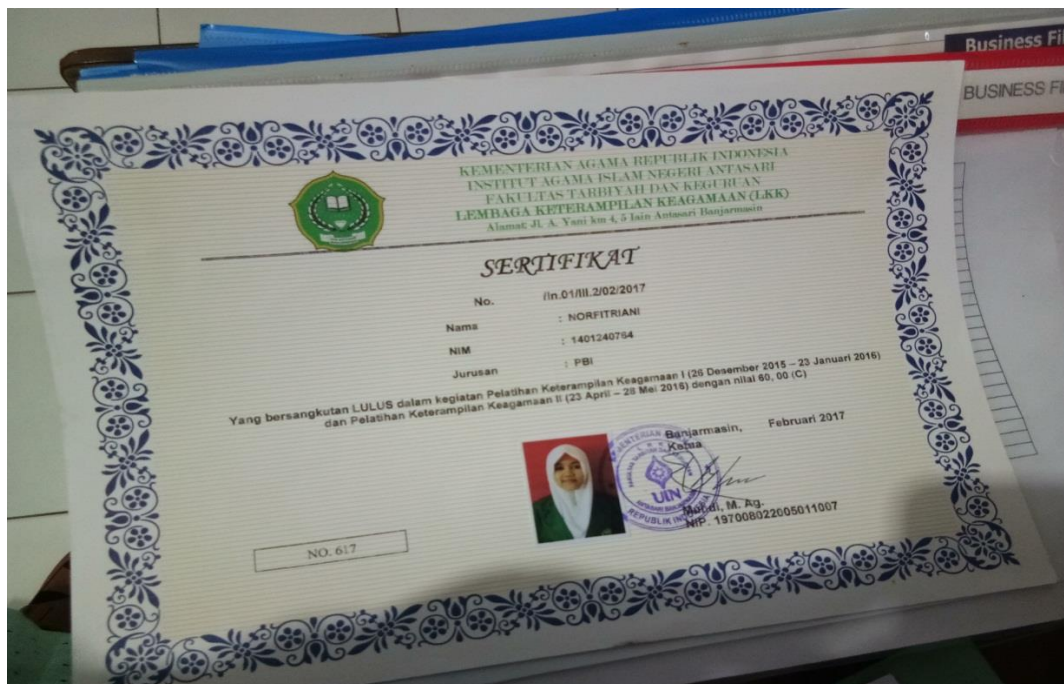 Business Fi
BUSINESS FI
KEMENTERIAN AGAMA REPUBLIK INDONESIA
INSTITUT AGAMA ISLAM NEGERI ANTASARI
FAKULTAS TARBIYAH DAN KEGURUAN
LEMBAGA KETERAMPILAN KEAGAMAAN (LKK)
Alamat: Jl. A. Yani km 4, 5 Iain Antasari Banjarmasin
SERTIFIKAT
No. /In.01/III.2/02/2017
Nama : NORFITRIANI
NIM : 1401240764
Jurusan : PBI
Yang bersangkutan LULUS dalam kegiatan Pelatihan Keterampilan Keagamaan I (26 Desember 2015 – 23 Januari 2016)
dan Pelatihan Keterampilan Keagamaan II (23 April – 28 Mei 2016) dengan nilai 60, 00 (C)
Banjarmasin, Februari 2017
Ketua
UIN
REPUBLIK
M. Ag.
NIP. 197008022005011007
NO. 617